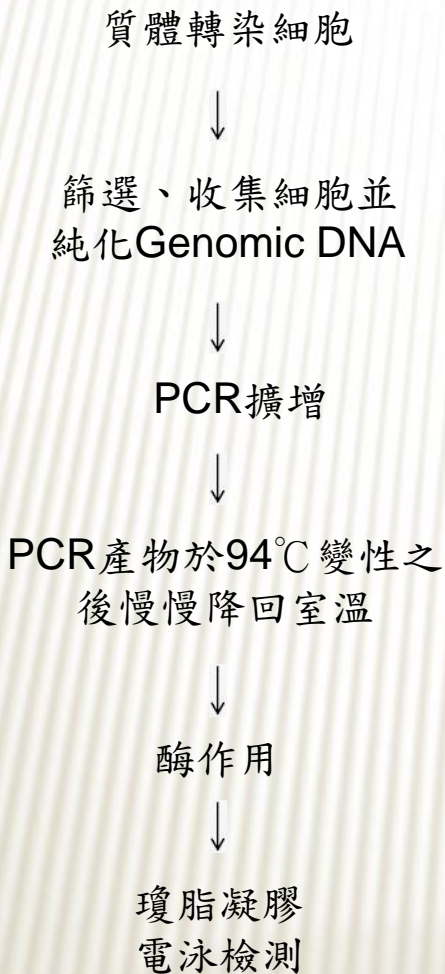 質體轉染細胞
↓
篩選、收集細胞並
純化Genomic DNA
↓
PCR擴增
↓
PCR產物於94℃變性之
後慢慢降回室溫
↓
酶作用
↓
瓊脂凝膠
電泳檢測